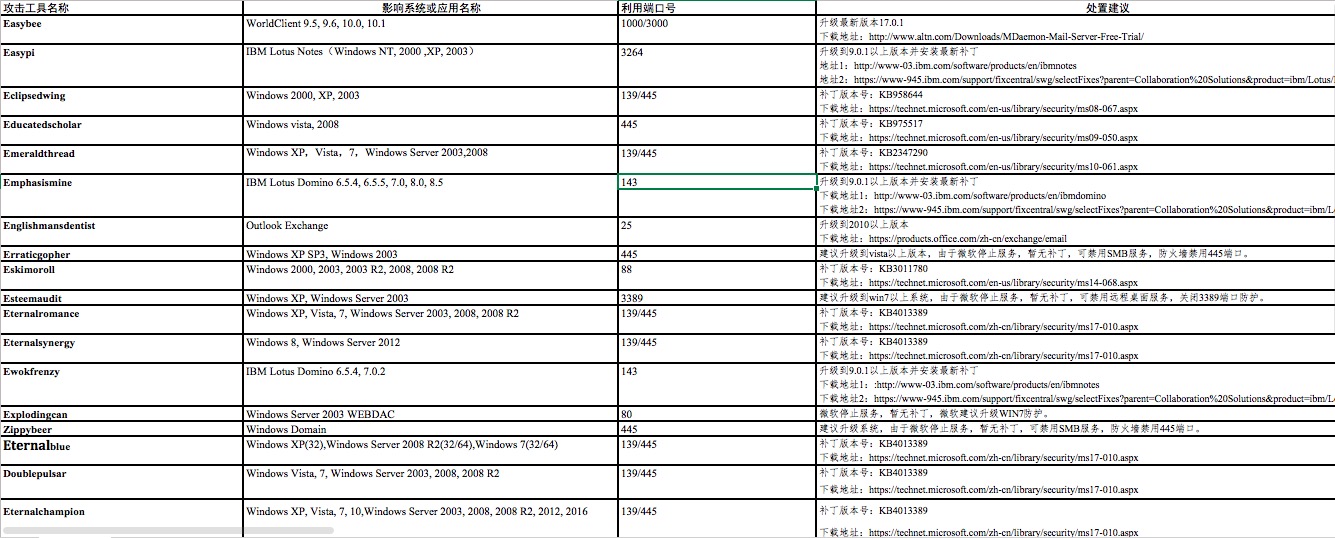 攻击工具名称 影响系统或应用名称 利用端口号 处置建议
Easybee WorldClient 9.5, 9.6, 10.0, 10.1 1000/3000 升级最新版本17.0.1
下载地址：http://www.altn.com/Downloads/MDaemon-Mail-Server-Free-Trial/
Easypi IBM Lotus Notes（Windows NT, 2000 ,XP, 2003） 3264 升级到9.0.1以上版本并安装最新补丁
地址1：http://www-03.ibm.com/software/products/en/ibmnotes
地址2：https://www-945.ibm.com/support/fixcentral/swg/selectFixes?parent=Collaboration%20Solutions&product=ibm/Lotus/
Eclipsedwing Windows 2000, XP, 2003 139/445 补丁版本号：KB958644
下载地址：https://technet.microsoft.com/en-us/library/security/ms08-067.aspx
Educatedscholar Windows vista, 2008 445 补丁版本号：KB975517
下载地址：https://technet.microsoft.com/en-us/library/security/ms09-050.aspx
Emeraldthread Windows XP，Vista，7，Windows Server 2003,2008 139/445 补丁版本号：KB2347290
下载地址：https://technet.microsoft.com/en-us/library/security/ms10-061.aspx
Emphasismine IBM Lotus Domino 6.5.4, 6.5.5, 7.0, 8.0, 8.5 143 升级到9.0.1以上版本并安装最新补丁
下载地址1：http://www-03.ibm.com/software/products/en/ibmdomino
下载地址2：https://www-945.ibm.com/support/fixcentral/swg/selectFixes?parent=Collaboration%20Solutions&product=ibm/L
Englishmansdentist Outlook Exchange 25 升级到2010以上版本
下载地址：https://products.office.com/zh-cn/exchange/email
Erraticgopher Windows XP SP3, Windows 2003 445 建议升级到vista以上版本，由于微软停止服务，暂无补丁，可禁用SMB服务，防火墙禁用445端口。
Eskimoroll Windows 2000, 2003, 2003 R2, 2008, 2008 R2 88 补丁版本号：KB3011780
下载地址：https://technet.microsoft.com/en-us/library/security/ms14-068.aspx
Esteemaudit Windows XP, Windows Server 2003 3389 建议升级到win7以上系统，由于微软停止服务，暂无补丁，可禁用远程桌面服务，关闭3389端口防护。
Eternalromance Windows XP, Vista, 7, Windows Server 2003, 2008, 2008 R2 139/445 补丁版本号：KB4013389
下载地址：https://technet.microsoft.com/zh-cn/library/security/ms17-010.aspx
Eternalsynergy Windows 8, Windows Server 2012 139/445 补丁版本号：KB4013389
下载地址：https://technet.microsoft.com/zh-cn/library/security/ms17-010.aspx
Ewokfrenzy IBM Lotus Domino 6.5.4, 7.0.2 143 升级到9.0.1以上版本并安装最新补丁
下载地址1：:http://www-03.ibm.com/software/products/en/ibmnotes
下载地址2：https://www-945.ibm.com/support/fixcentral/swg/selectFixes?parent=Collaboration%20Solutions&product=ibm/L
Explodingcan Windows Server 2003 WEBDAC 80 微软停止服务，暂无补丁，微软建议升级WIN7防护。
Zippybeer Windows Domain 445 建议升级系统，由于微软停止服务，暂无补丁，可禁用SMB服务，防火墙禁用445端口。
Eternalblue Windows XP(32),Windows Server 2008 R2(32/64),Windows 7(32/64) 139/445 补丁版本号：KB4013389
下载地址：https://technet.microsoft.com/zh-cn/library/security/ms17-010.aspx
Doublepulsar Windows Vista, 7, Windows Server 2003, 2008, 2008 R2 139/445 补丁版本号：KB4013389
下载地址：https://technet.microsoft.com/zh-cn/library/security/ms17-010.aspx
Eternalchampion Windows XP, Vista, 7, 10,Windows Server 2003, 2008, 2008 R2, 2012, 2016 139/445 补丁版本号：KB4013389
下载地址：https://technet.microsoft.com/zh-cn/library/security/ms17-010.aspx